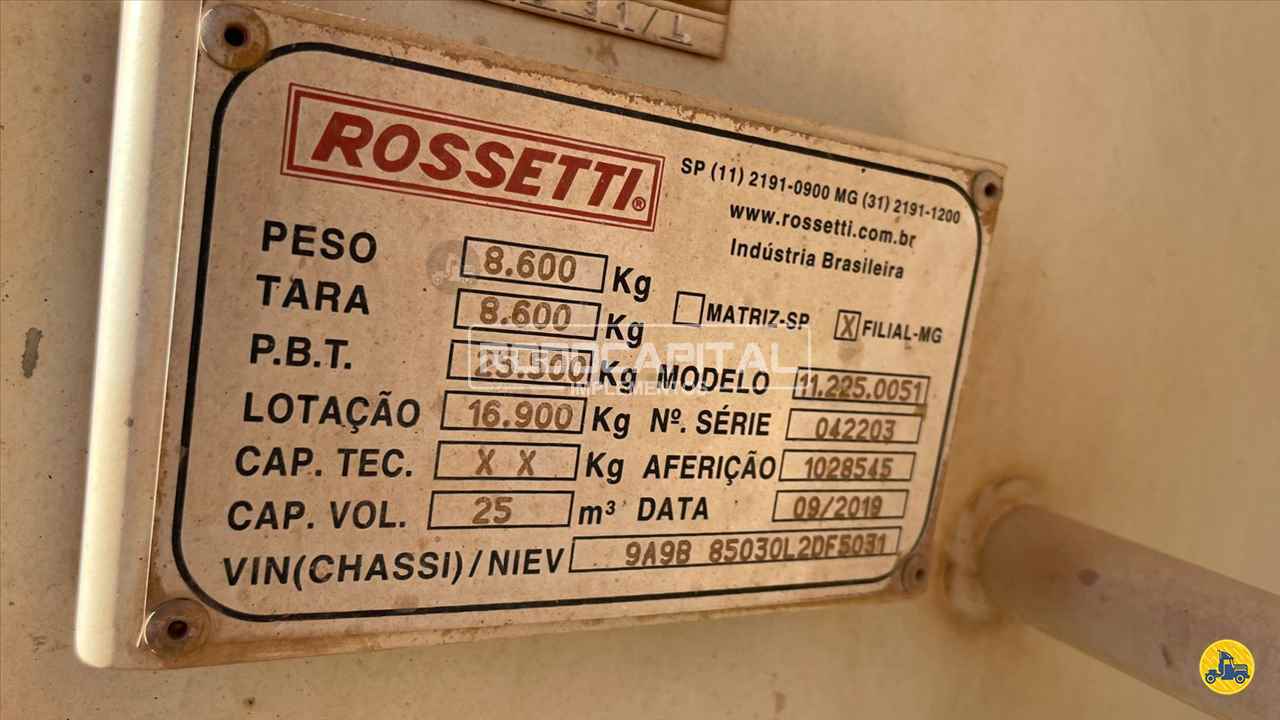 ROSSETTI®
SP (11) 2191-0900 MG (31) 2191-1200
www.rossetti.com.br
Indústria Brasileira
PESO 8.600 Kg
TARA 8.600 Kg
MATRIZ-SP X FILIAL-MG
P.B.T. 25.500 Kg MODELO 11.225.0051
LOTAÇÃO 16.900 Kg Nº. SÉRIE 042203
CAP. TEC. X X Kg AFERIÇÃO 1028545
CAP. VOL. 25 m³ DATA 09/2019
VIN(CHASSI)/NIEV 9A9B 85030L2DF5031
CAPITAL
IMPLEMENTOS